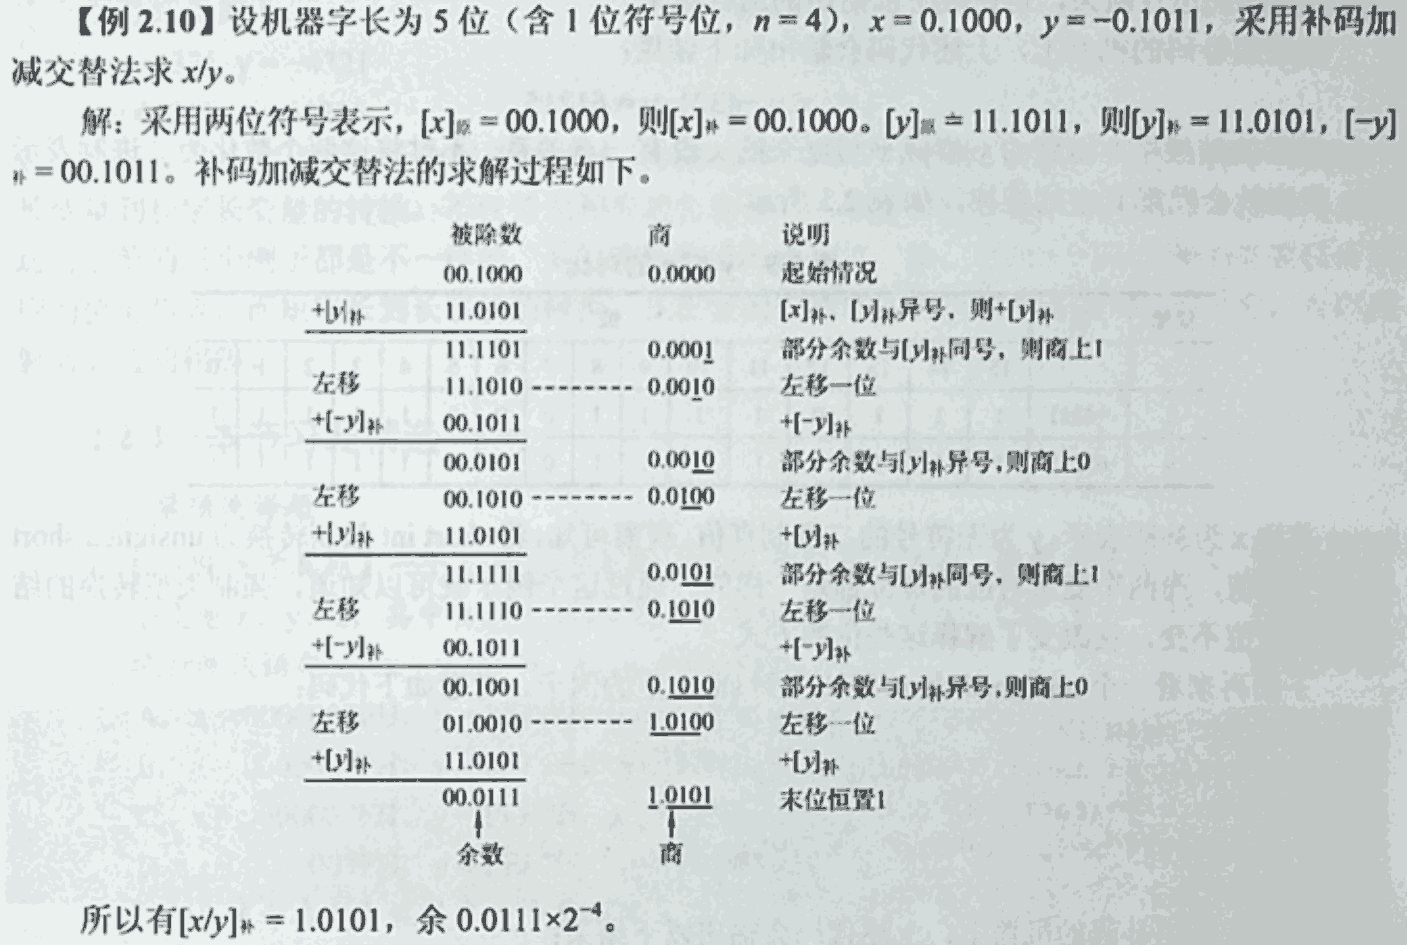 【例 2.10】设机器字长为 5 位（含 1 位符号位，n = 4），x = 0.1000，y = −0.1011，采用补码加
减交替法求 x/y。
解：采用两位符号表示，[x]原 = 00.1000，则[x]补 = 00.1000。[y]原 = 11.1011，则[y]补 = 11.0101，[−y]
补 = 00.1011。补码加减交替法的求解过程如下。
被除数 商 说明
00.1000 0.0000 起始情况
+[y]补 11.0101 [x]补、[y]补异号，则+[y]补
11.1101 0.0001 部分余数与[y]补同号，则商上1
左移 11.1010 -------- 0.0010 左移一位
+[−y]补 00.1011 +[−y]补
00.0101 0.0010 部分余数与[y]补异号,则商上0
左移 00.1010 -------- 0.0100 左移一位
+[y]补 11.0101 +[y]补
11.1111 0.0101 部分余数与[y]补同号，则商上1
左移 11.1110 -------- 0.1010 左移一位
+[−y]补 00.1011 +[−y]补
00.1001 0.1010 部分余数与[y]补异号,则商上0
左移 01.0010 -------- 1.0100 左移一位
+[y]补 11.0101 +[y]补
00.0111 1.0101 末位恒置1
余数 商
所以有[x/y]补 = 1.0101，余 0.0111×2⁻⁴。